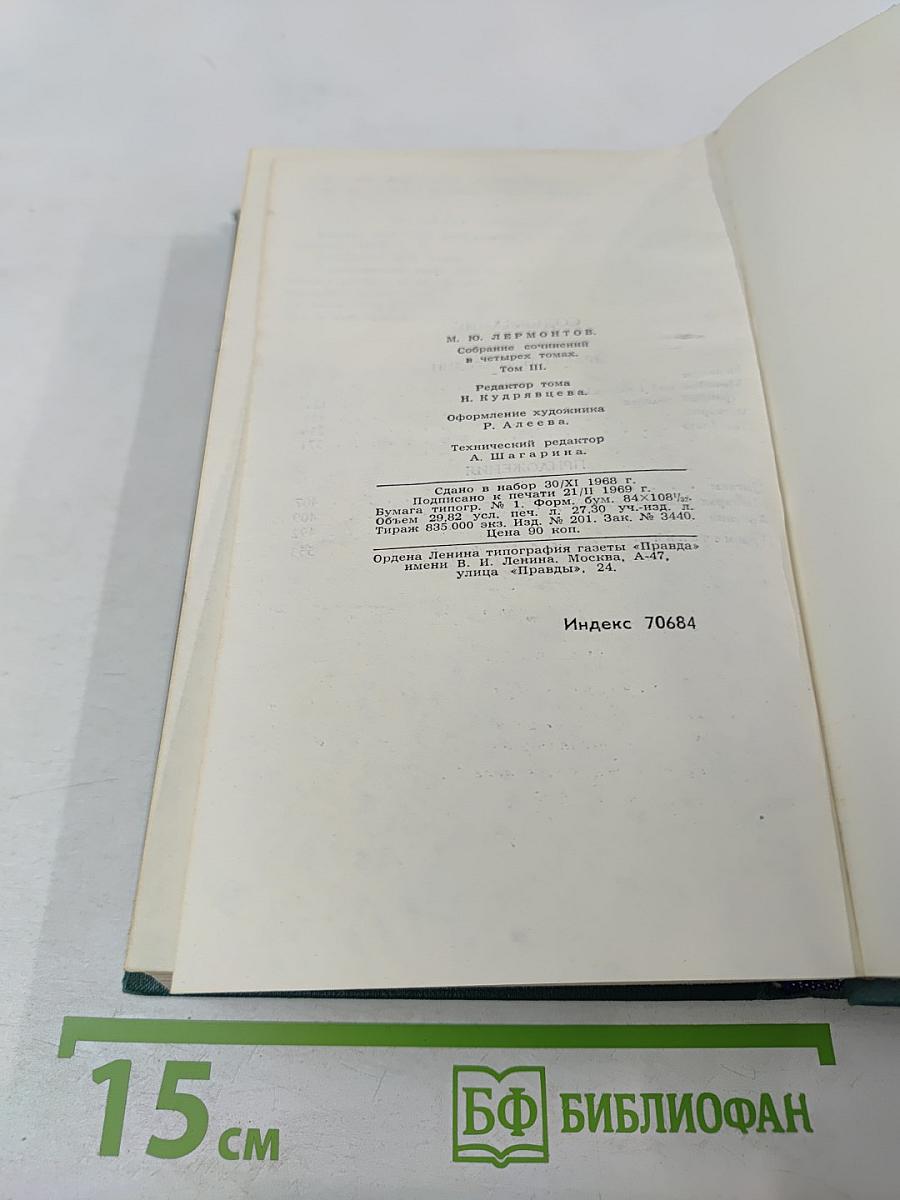 М. Ю. ЛЕРМОНТОВ.
Собрание сочинений
в четырех томах.
Том III.
Редактор тома
Н. Кудрявцева.
Оформление художника
Р. Алеева.
Технический редактор
А. Шагарина.
Сдано в набор 30/XI 1968 г.
Подписано к печати 21/II 1969 г.
Бумага типогр. № 1. Форм. бум. 84×108¹/₃₂.
Объем 29,82 усл. печ. л. 27,30 уч.-изд. л.
Тираж 835 000 экз. Изд. № 201. Зак. № 3440.
Цена 90 коп.
Ордена Ленина типография газеты «Правда»
имени В. И. Ленина. Москва, А-47,
улица «Правды», 24.
Индекс 70684
15 см
БФ БИБЛИОФАН